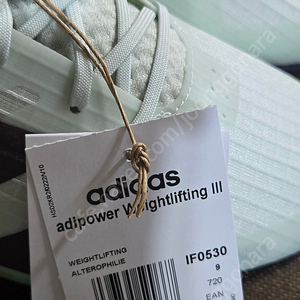 adidas
adipower Weightlifting III
WEIGHTLIFTING
ALTEROPHILIE
IF0530
9
720
EAN